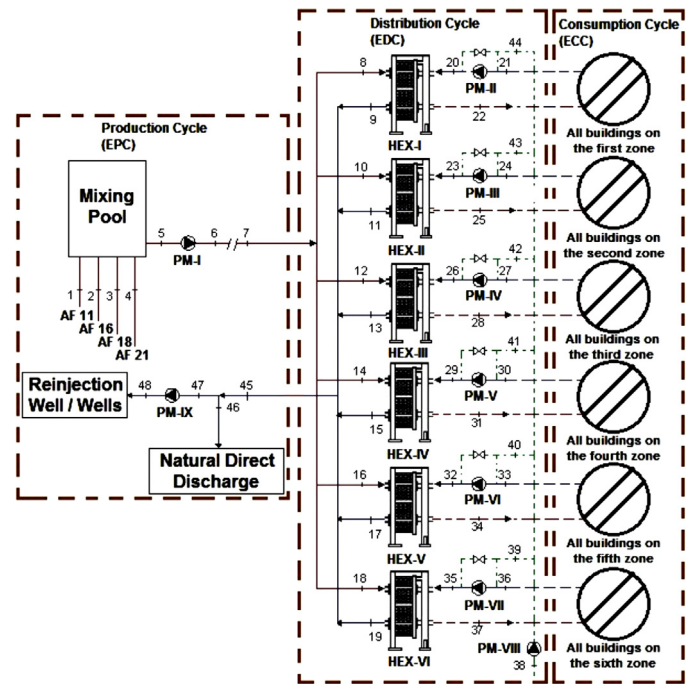 Distribution Cycle
(EDC)
Consumption Cycle
(ECC)
Production Cycle
(EPC)
Mixing
Pool
5
PM-I
6
7
1
2
3
4
AF 11
AF 16
AF 18
AF 21
Reinjection
Well / Wells
48
PM-IX
47
45
46
Natural Direct
Discharge
8
9
HEX-I
20
21
44
PM-II
22
All buildings on
the first zone
10
11
HEX-II
23
24
43
PM-III
25
All buildings on
the second zone
12
13
HEX-III
26
27
42
PM-IV
28
All buildings on
the third zone
14
15
HEX-IV
29
30
41
PM-V
31
All buildings on
the fourth zone
16
17
HEX-V
32
33
40
PM-VI
34
All buildings on
the fifth zone
18
19
HEX-VI
35
36
39
PM-VII
37
PM-VIII
38
All buildings on
the sixth zone